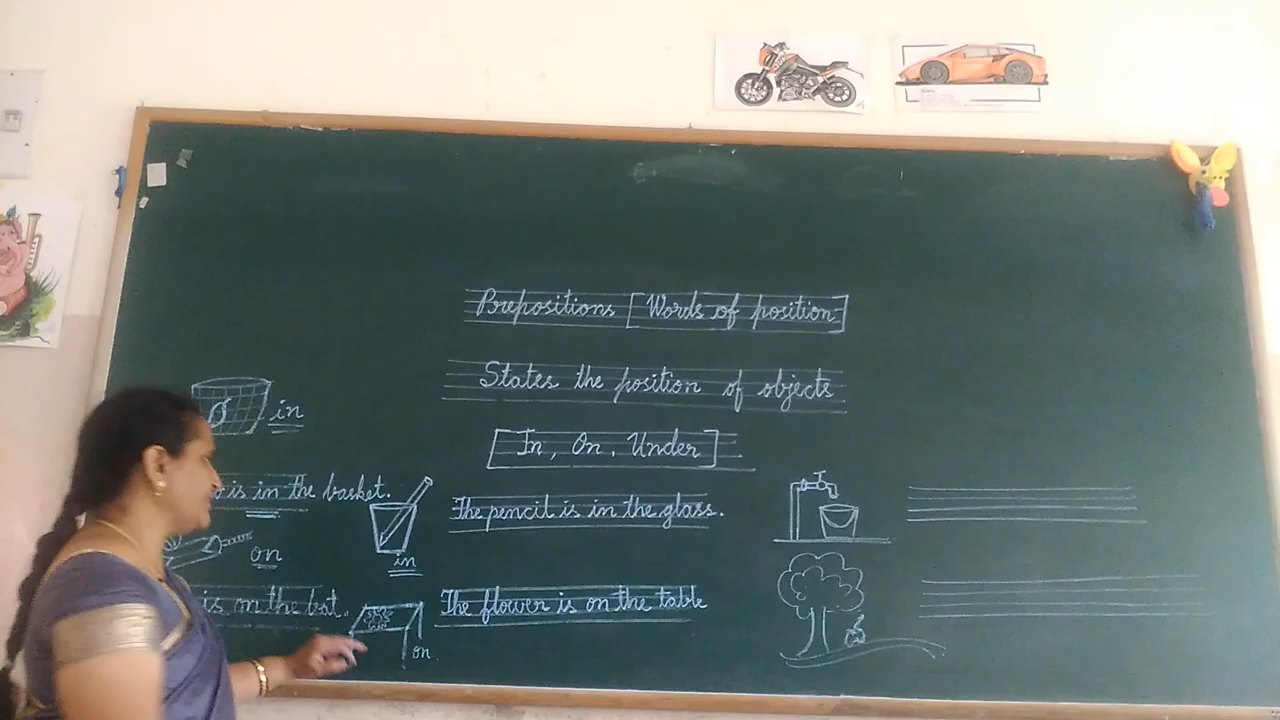 Prepositions [Words of position]
States the position of objects
[In, On, Under]
in
is in the basket.
The pencil is in the glass.
on
in
is on the bat.
The flower is on the table
on